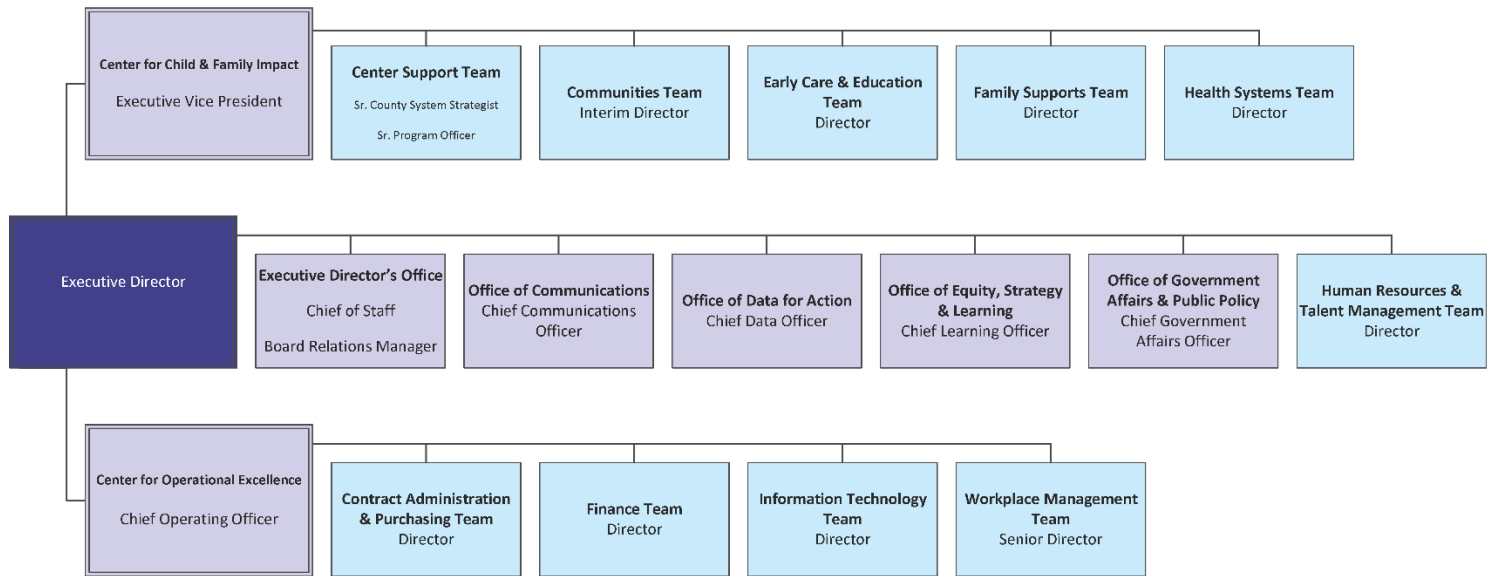 Center for Child & Family Impact
Executive Vice President
Center Support Team
Sr. County System Strategist
Sr. Program Officer
Communities Team
Interim Director
Early Care & Education
Team
Director
Family Supports Team
Director
Health Systems Team
Director
Executive Director
Executive Director’s Office
Chief of Staff
Board Relations Manager
Office of Communications
Chief Communications
Officer
Office of Data for Action
Chief Data Officer
Office of Equity, Strategy
& Learning
Chief Learning Officer
Office of Government
Affairs & Public Policy
Chief Government
Affairs Officer
Human Resources &
Talent Management Team
Director
Center for Operational Excellence
Chief Operating Officer
Contract Administration
& Purchasing Team
Director
Finance Team
Director
Information Technology
Team
Director
Workplace Management
Team
Senior Director